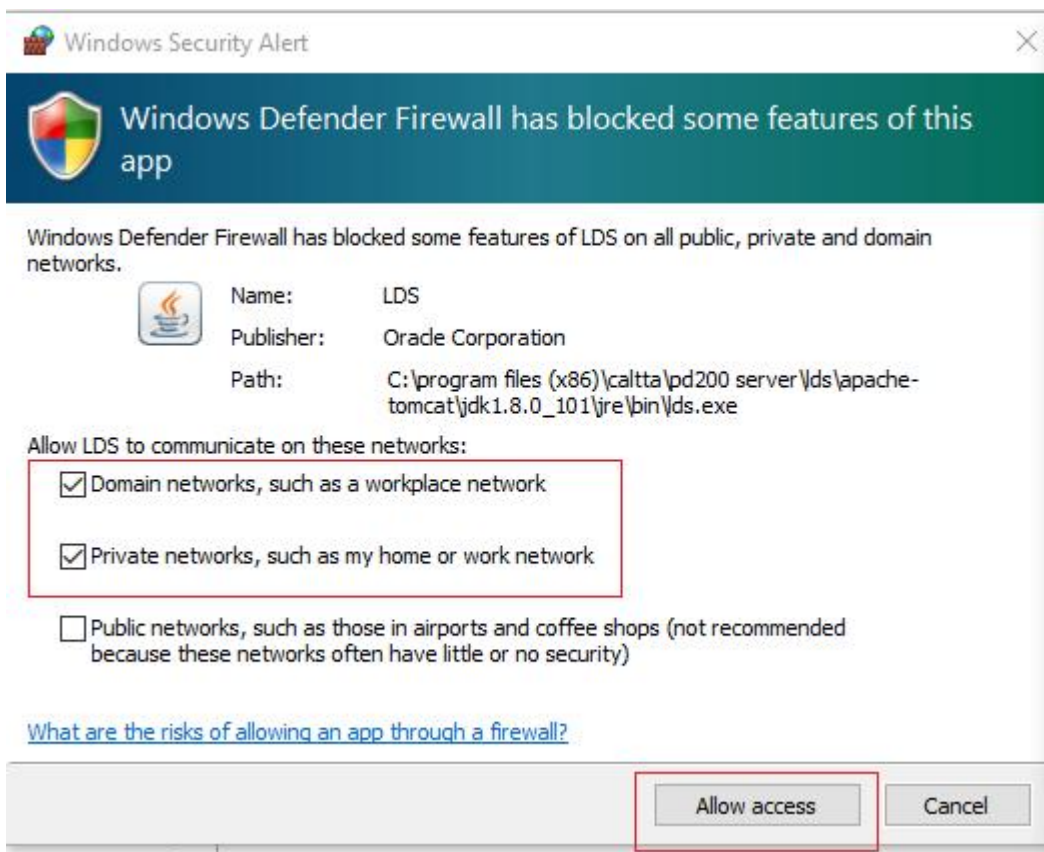 Windows Security Alert
Windows Defender Firewall has blocked some features of this
app
Windows Defender Firewall has blocked some features of LDS on all public, private and domain
networks.
Name: LDS
Publisher: Oracle Corporation
Path: C:\program files (x86)\caltta\pd200 server\lds\apache-
tomcat\jdk1.8.0_101\jre\bin\lds.exe
Allow LDS to communicate on these networks:
Domain networks, such as a workplace network
Private networks, such as my home or work network
Public networks, such as those in airports and coffee shops (not recommended
because these networks often have little or no security)
What are the risks of allowing an app through a firewall?
Allow access Cancel